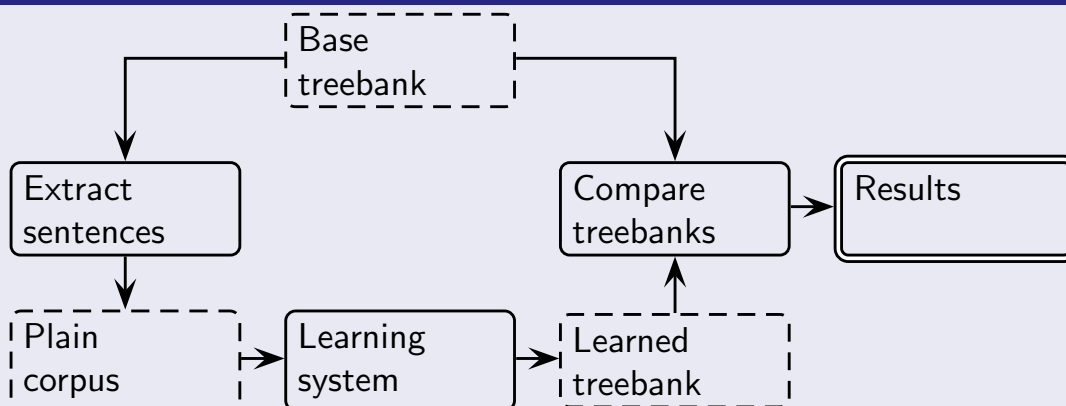 Base
treebank
Extract
sentences
Compare
treebanks
Results
Plain
corpus
Learning
system
Learned
treebank